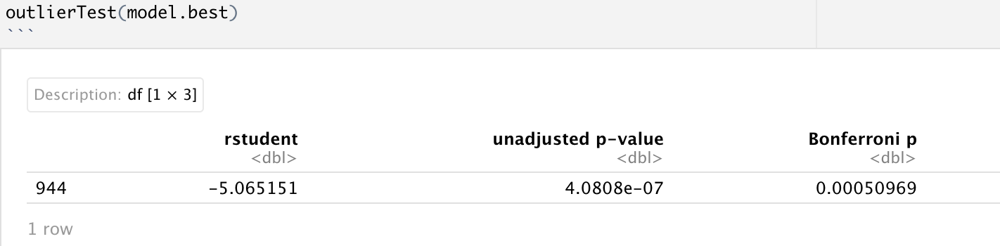 outlierTest(model.best)
```
Description: df [1 × 3]
rstudent unadjusted p-value Bonferroni p
<dbl> <dbl> <dbl>
944 -5.065151 4.0808e-07 0.00050969
1 row